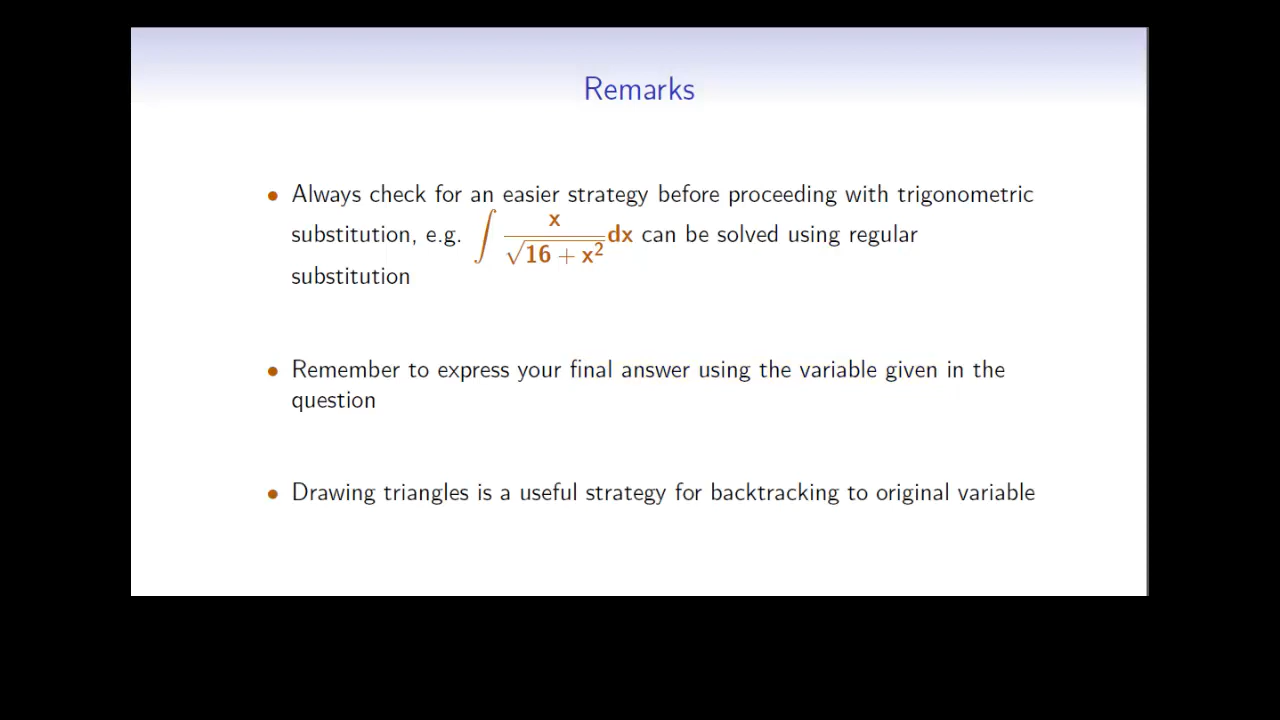 Remarks
• Always check for an easier strategy before proceeding with trigonometric
substitution, e.g. ∫ x/√(16 + x²) dx can be solved using regular
substitution
• Remember to express your final answer using the variable given in the
question
• Drawing triangles is a useful strategy for backtracking to original variable